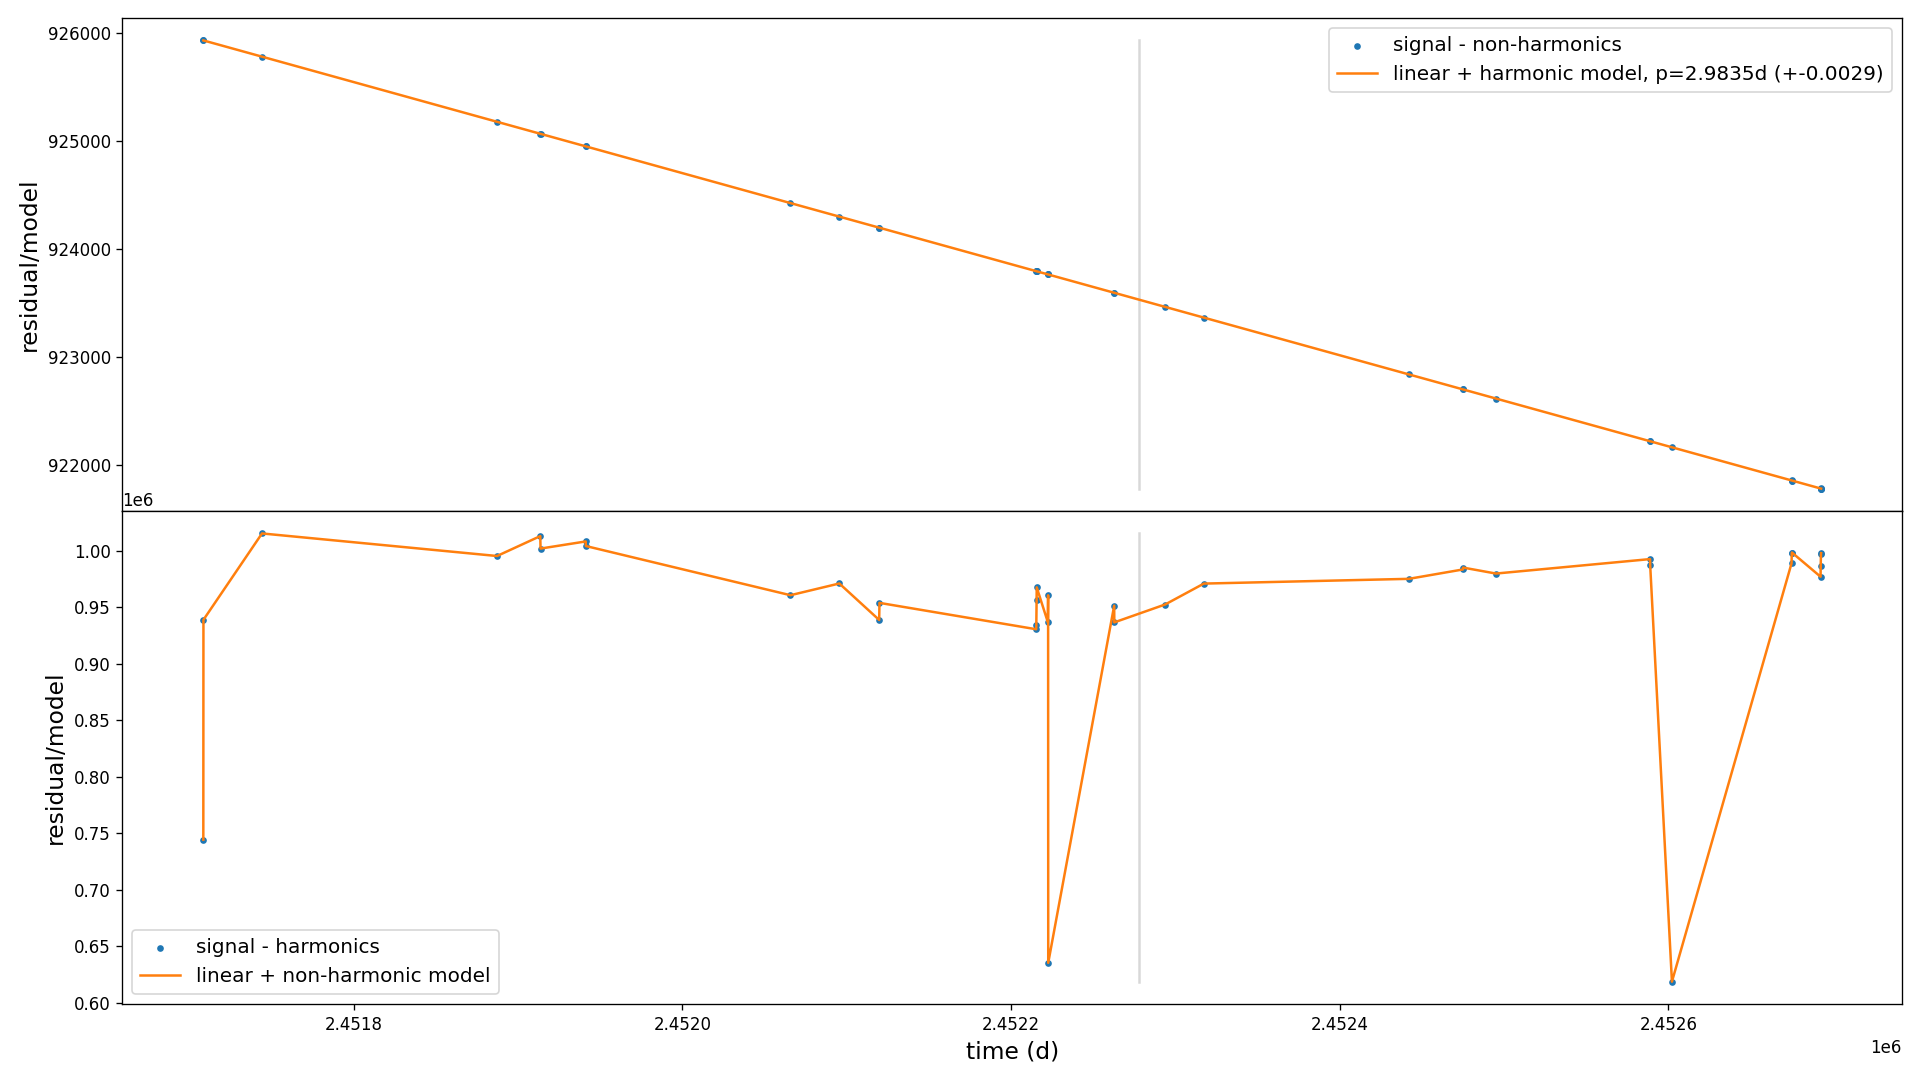 926000
925000
924000
923000
922000
residual/model
signal - non-harmonics
linear + harmonic model, p=2.9835d (+-0.0029)
1e6
1.00
0.95
0.90
0.85
0.80
0.75
0.70
0.65
0.60
residual/model
signal - harmonics
linear + non-harmonic model
2.4518
2.4520
2.4522
2.4524
2.4526
time (d)
1e6